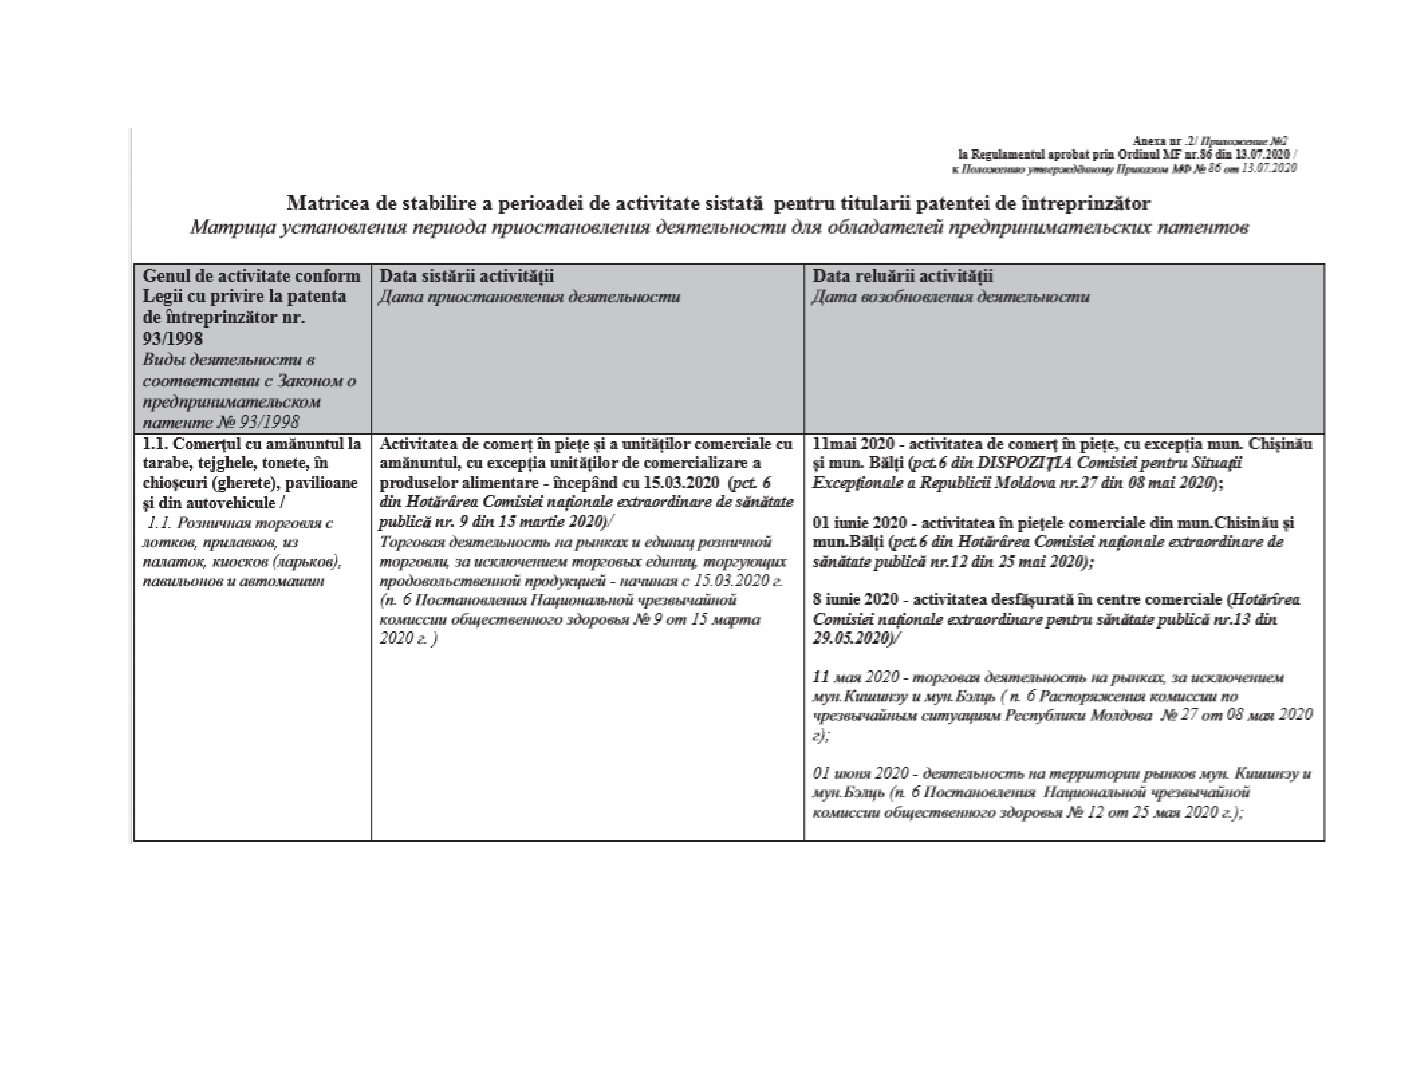 Anexa nr .2/ Приложение №2
la Regulamentul aprobat prin Ordinul MF nr.86 din 13.07.2020 /
к Положению утверждённому Приказом МФ № 86 от 13.07.2020
Matricea de stabilire a perioadei de activitate sistată pentru titularii patentei de întreprinzător
Матрица установления периода приостановления деятельности для обладателей предпринимательских патентов
Genul de activitate conform
Legii cu privire la patenta
de întreprinzător nr.
93/1998
Виды деятельности в
соответствии с Законом о
предпринимательском
патенте № 93/1998
Data sistării activității
Дата приостановления деятельности
Data reluării activității
Дата возобновления деятельности
1.1. Comerţul cu amănuntul la
tarabe, tejghele, tonete, în
chioşcuri (gherete), pavilioane
şi din autovehicule /
1.1. Розничная торговля с
лотков, прилавков, из
палаток, киосков (ларьков),
павильонов и автомашин
Activitatea de comerț în piețe și a unităților comerciale cu
amănuntul, cu excepția unităților de comercializare a
produselor alimentare - începând cu 15.03.2020 (pct. 6
din Hotărârea Comisiei naționale extraordinare de sănătate
publică nr. 9 din 15 martie 2020)/
Торговая деятельность на рынках и единиц розничной
торговли, за исключением торговых единиц, торгующих
продовольственной продукцией - начиная с 15.03.2020 г.
(п. 6 Постановления Национальной чрезвычайной
комиссии общественного здоровья № 9 от 15 марта
2020 г. )
11mai 2020 - activitatea de comerţ în pieţe, cu excepţia mun. Chişinău
şi mun. Bălţi (pct.6 din DISPOZIŢIA Comisiei pentru Situaţii
Excepţionale a Republicii Moldova nr.27 din 08 mai 2020);
01 iunie 2020 - activitatea în piețele comerciale din mun.Chisinău și
mun.Bălți (pct.6 din Hotărârea Comisiei naționale extraordinare de
sănătate publică nr.12 din 25 mai 2020);
8 iunie 2020 - activitatea desfășurată în centre comerciale (Hotărîrea
Comisiei naționale extraordinare pentru sănătate publică nr.13 din
29.05.2020)/
11 мая 2020 - торговая деятельность на рынках, за исключением
мун.Кишинэу и мун.Бэлць ( п. 6 Распоряжения комиссии по
чрезвычайным ситуациям Республики Молдова № 27 от 08 мая 2020
г);
01 июня 2020 - деятельность на территории рынков мун. Кишинэу и
мун.Бэлць (п. 6 Постановления Национальной чрезвычайной
комиссии общественного здоровья № 12 от 25 мая 2020 г.);